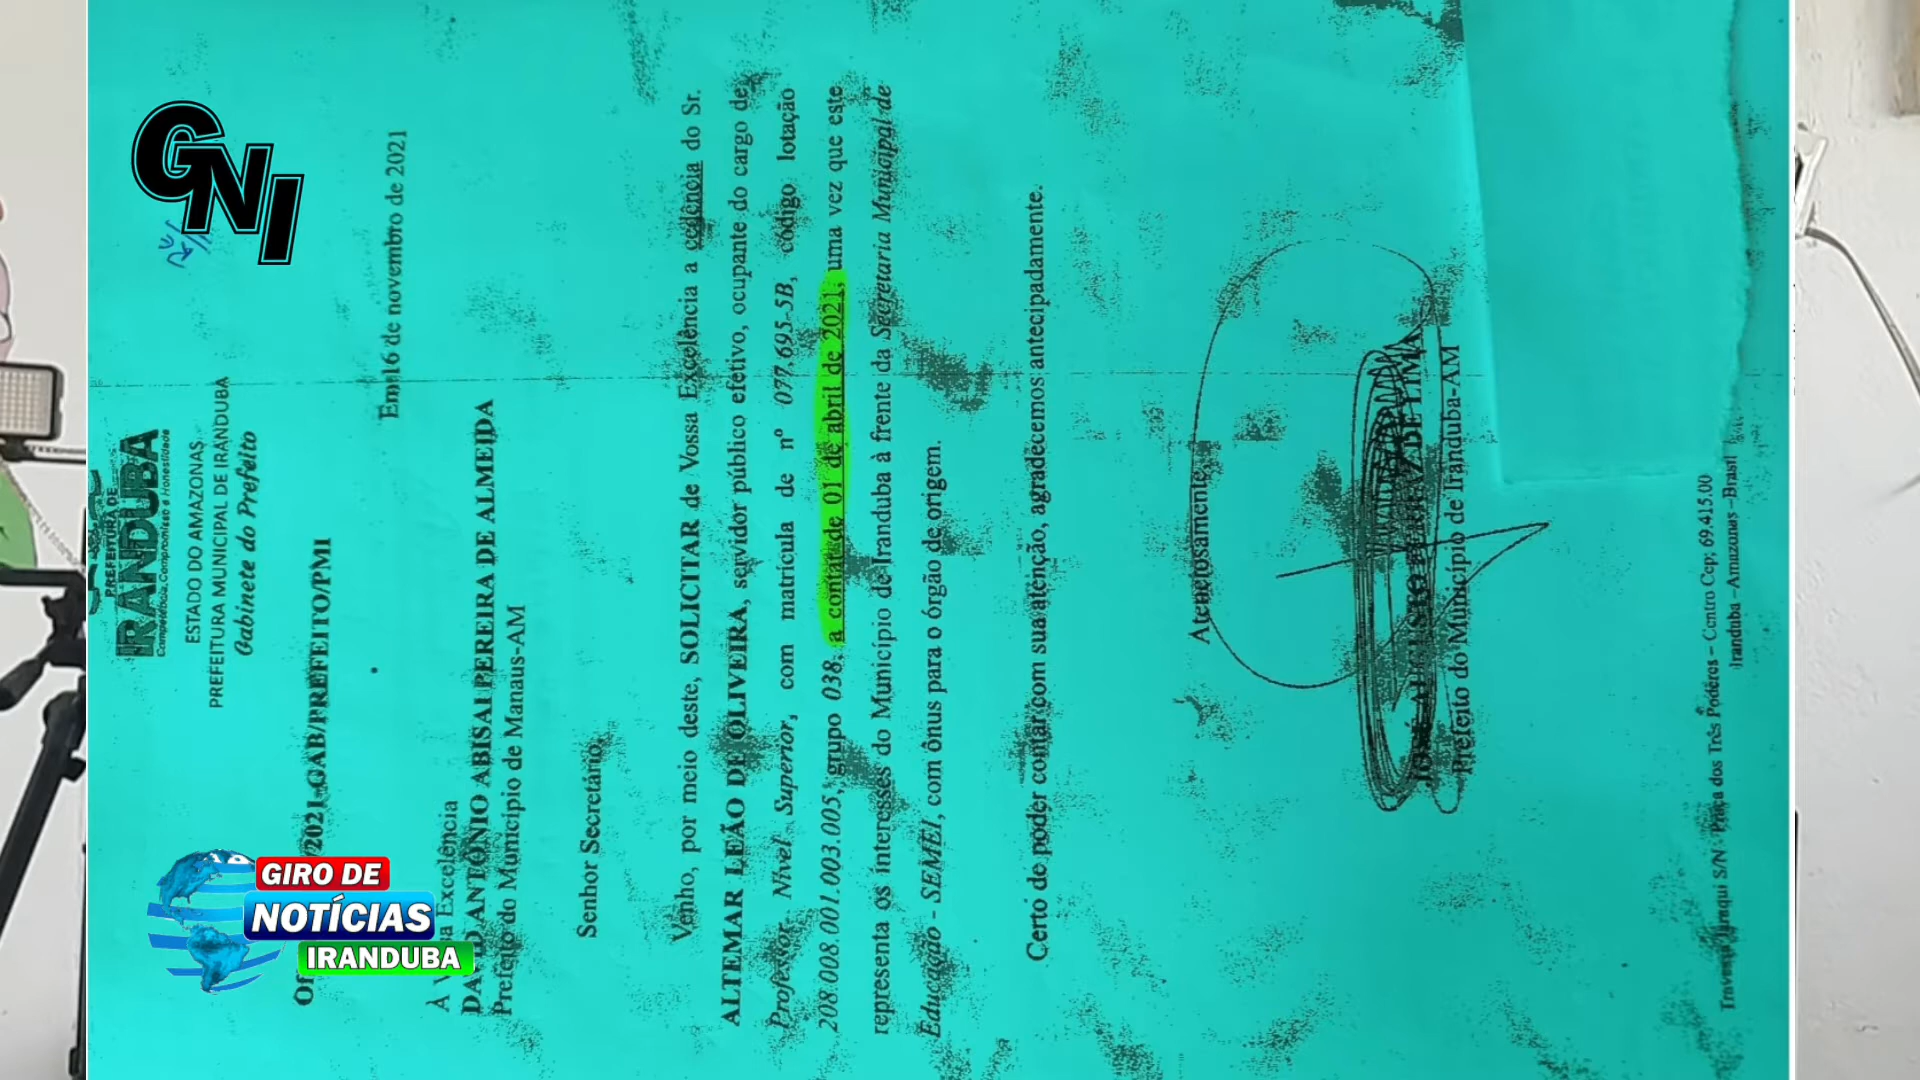 GNI
PREFEITURA DE
IRANDUBA
Competência, Compromisso e Honestidade
ESTADO DO AMAZONAS
PREFEITURA MUNICIPAL DE IRANDUBA
Gabinete do Prefeito
/2021-GAB/PREFEITO/PMI
Em 16 de novembro de 2021
Excelência
DAVID ANTÔNIO ABISAI PEREIRA DE ALMEIDA
Prefeito do Município de Manaus-AM
Senhor Secretário,
Venho, por meio deste, SOLICITAR de Vossa Excelência a cedência do Sr.
ALTEMAR LEÃO DE OLIVEIRA, servidor público efetivo, ocupante do cargo de
Professor Nível Superior, com matrícula de nº 077.695-5B, código lotação
208.008.001.003.005, grupo 038, a contar de 01 de abril de 2021, uma vez que este
representa os interesses do Município de Iranduba à frente da Secretaria Municipal de
Educação - SEMEI, com ônus para o órgão de origem.
Certo de poder contar com sua atenção, agradecemos antecipadamente.
Atenciosamente,
JOSÉ AUGUSTO FERRAZ DE LIMA
Prefeito do Município de Iranduba-AM
Travessa S/N - Praça dos Três Poderes – Centro Cep: 69.415.00
Iranduba – Amazonas – Brasil
GIRO DE
NOTÍCIAS
IRANDUBA